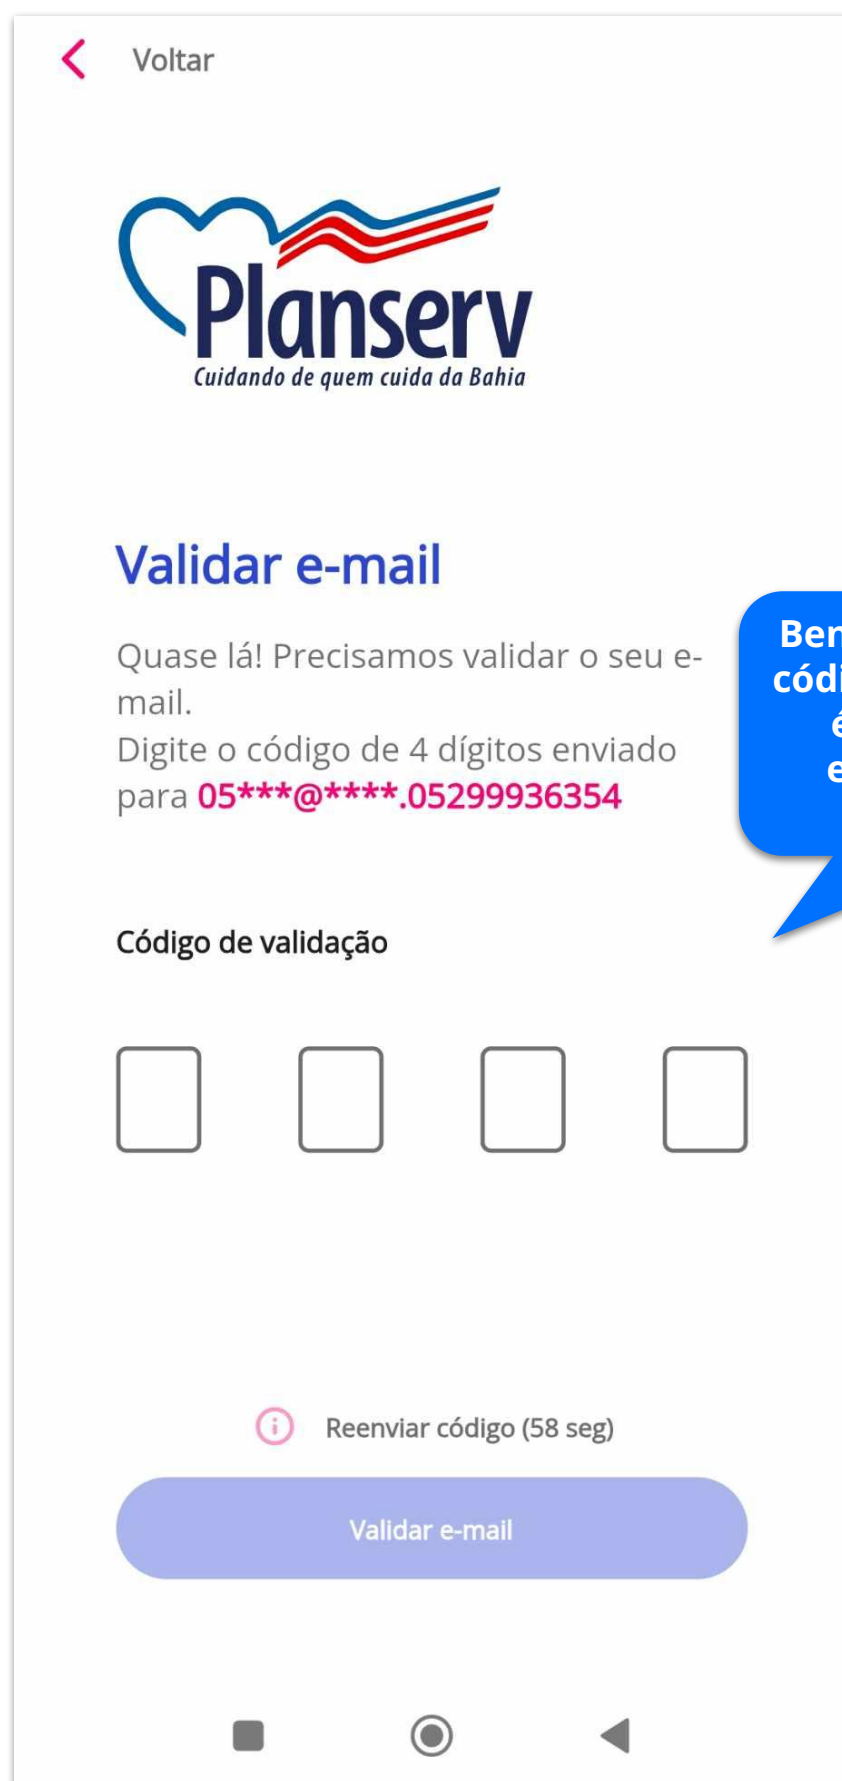 Voltar
Planserv
Cuidando de quem cuida da Bahia
Validar e-mail
Quase lá! Precisamos validar o seu e-
mail.
Digite o código de 4 dígitos enviado
para 05***@****.05299936354
Código de validação
Reenviar código (58 seg)
Validar e-mail